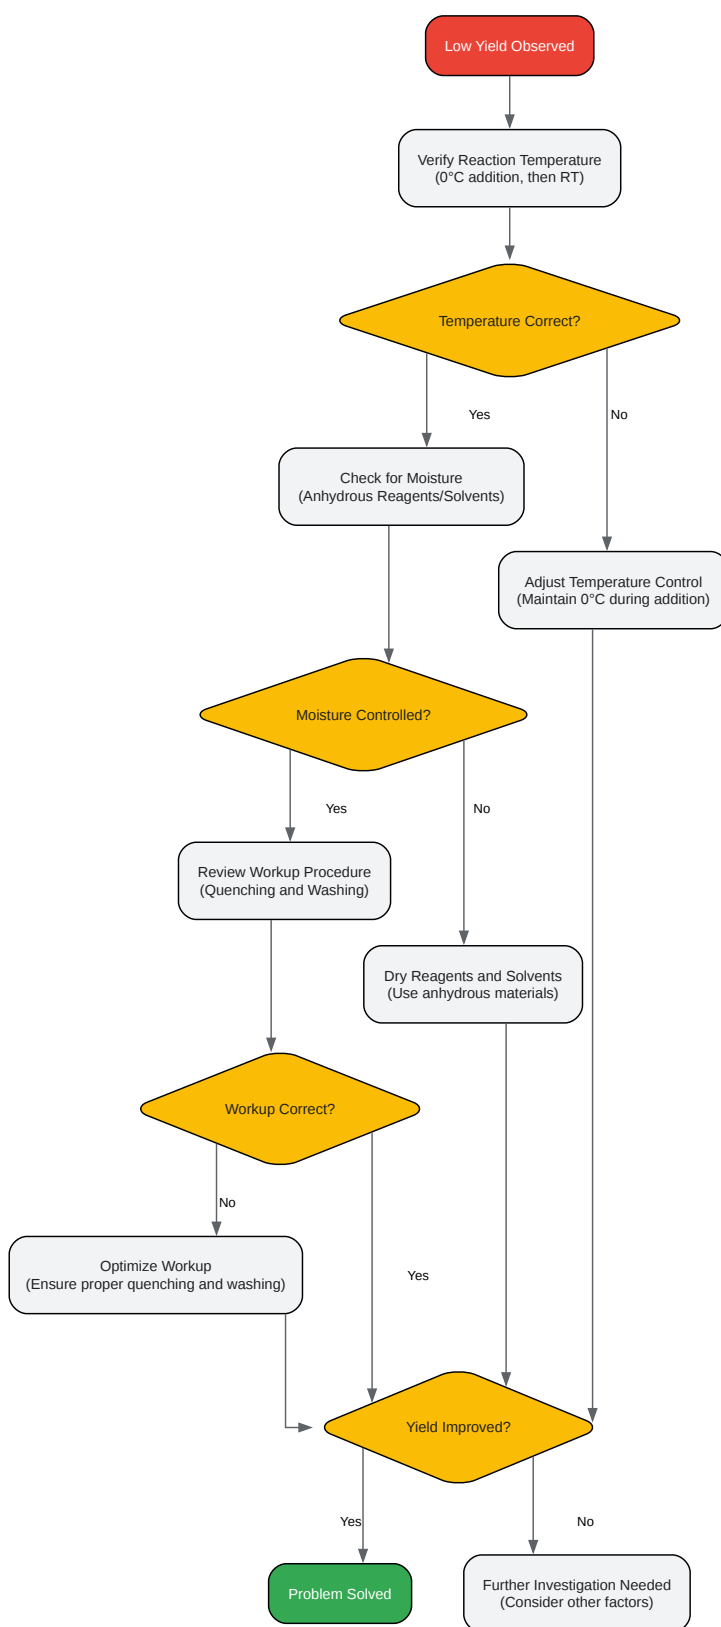 Low Yield Observed
Verify Reaction Temperature
(0°C addition, then RT)
Temperature Correct?
Yes
No
Check for Moisture
(Anhydrous Reagents/Solvents)
Adjust Temperature Control
(Maintain 0°C during addition)
Moisture Controlled?
Yes
No
Review Workup Procedure
(Quenching and Washing)
Dry Reagents and Solvents
(Use anhydrous materials)
Workup Correct?
No
Optimize Workup
(Ensure proper quenching and washing)
Yes
Yield Improved?
Yes
No
Problem Solved
Further Investigation Needed
(Consider other factors)